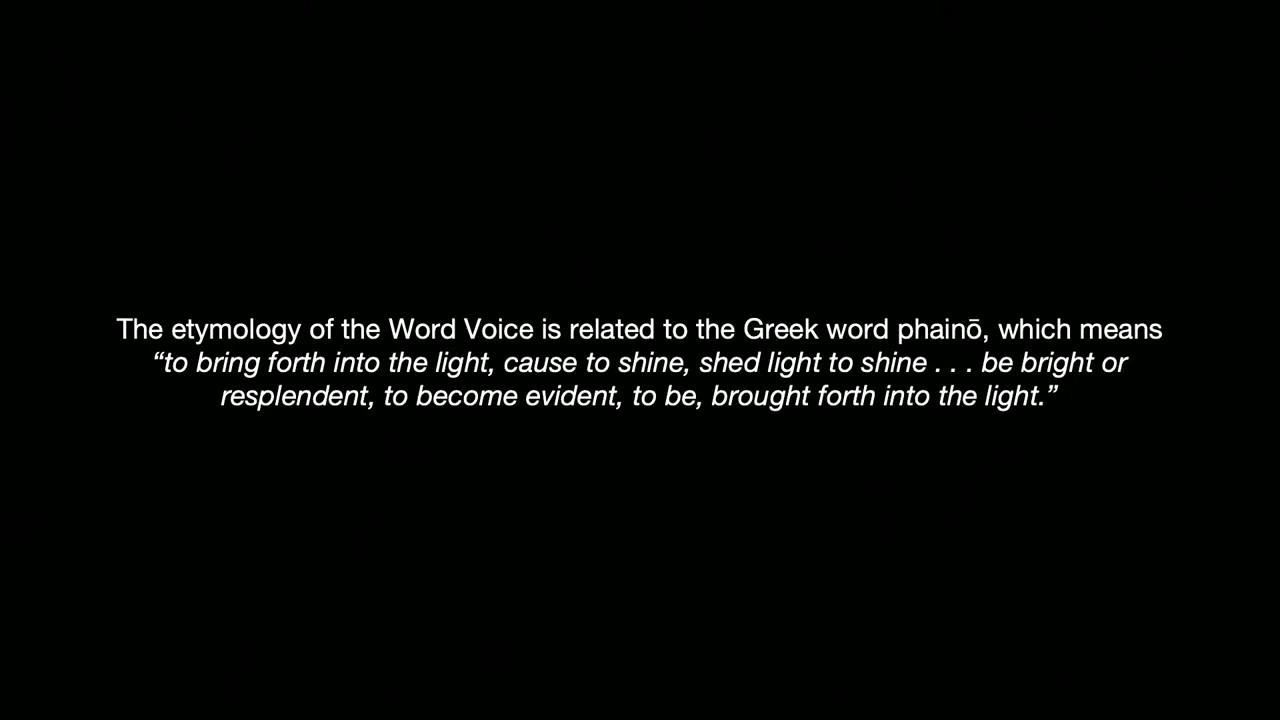 The etymology of the Word Voice is related to the Greek word phainō, which means
“to bring forth into the light, cause to shine, shed light to shine . . . be bright or
resplendent, to become evident, to be, brought forth into the light.”